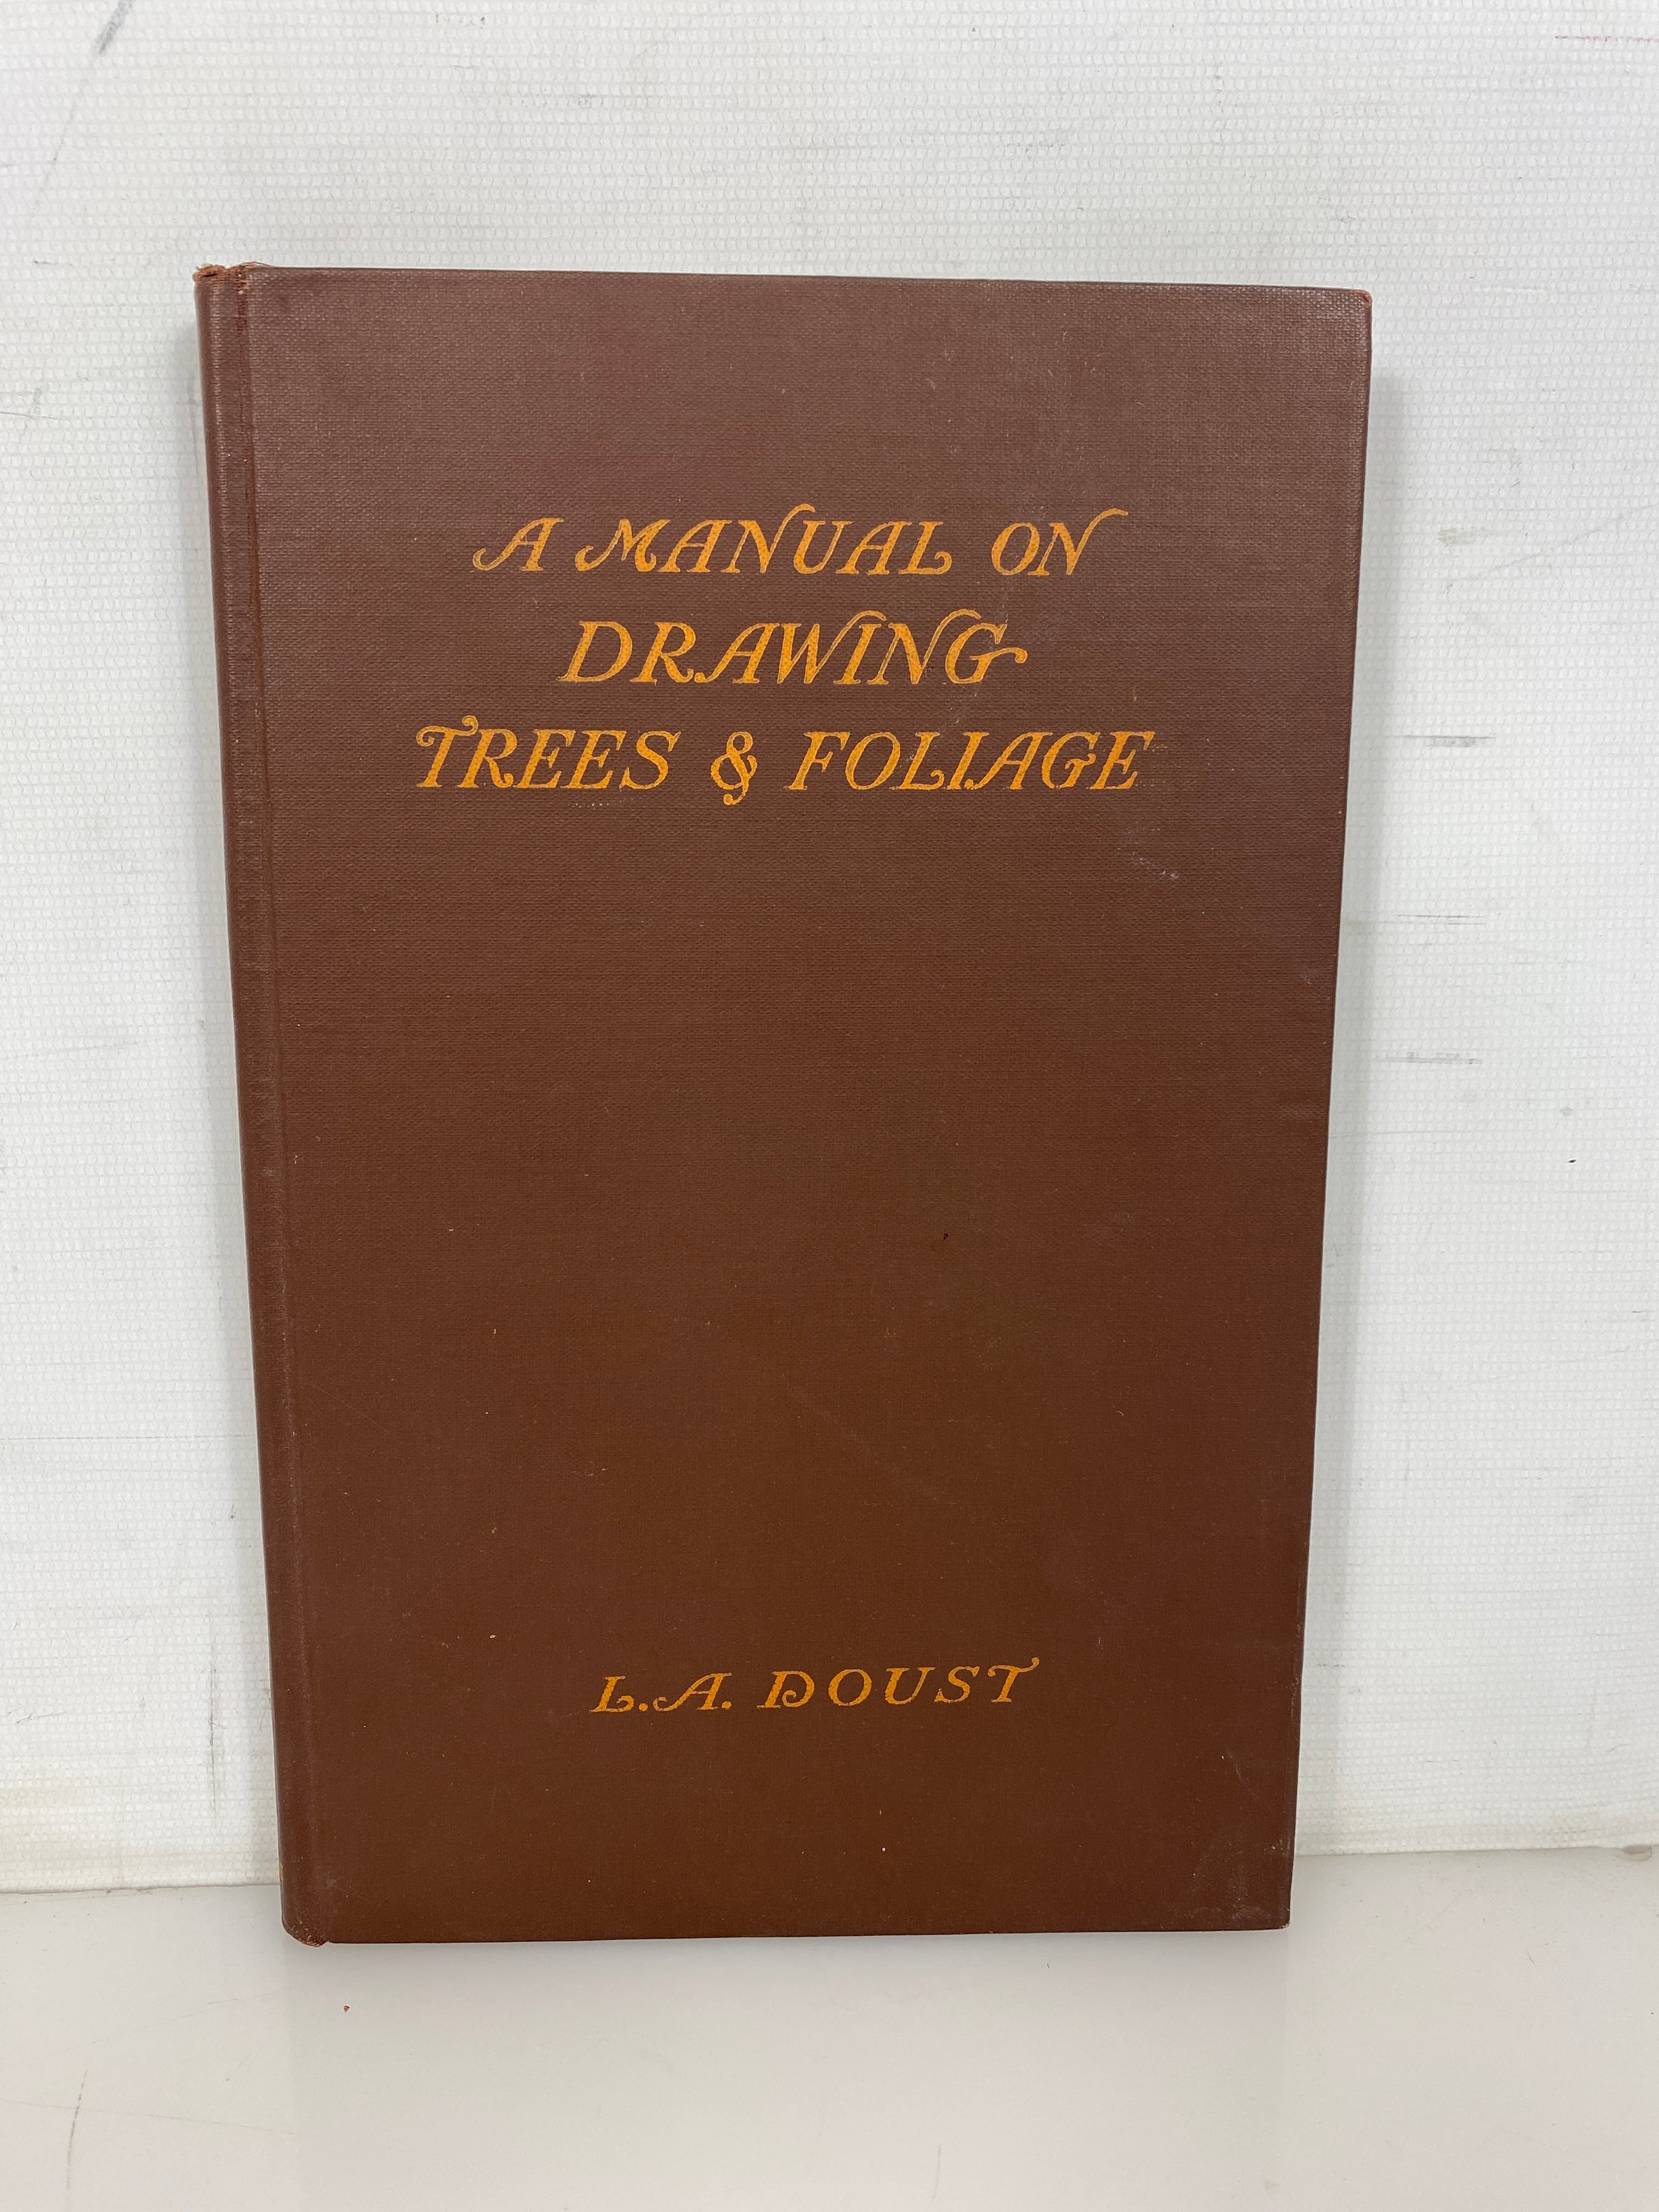 A MANUAL ON
DRAWING
TREES & FOLIAGE
L.A. DOUST